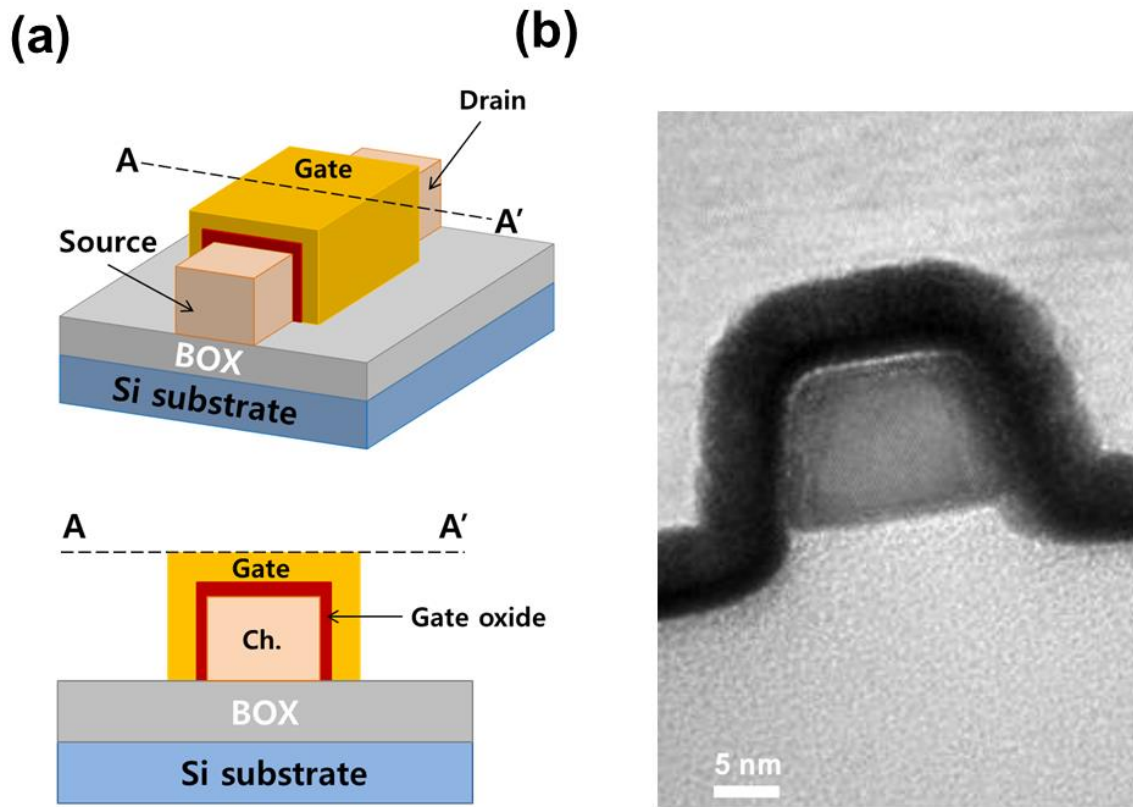 (a)
(b)
Drain
A
Gate
A'
Source
BOX
Si substrate
A
A'
Gate
Gate oxide
Ch.
BOX
Si substrate
5 nm